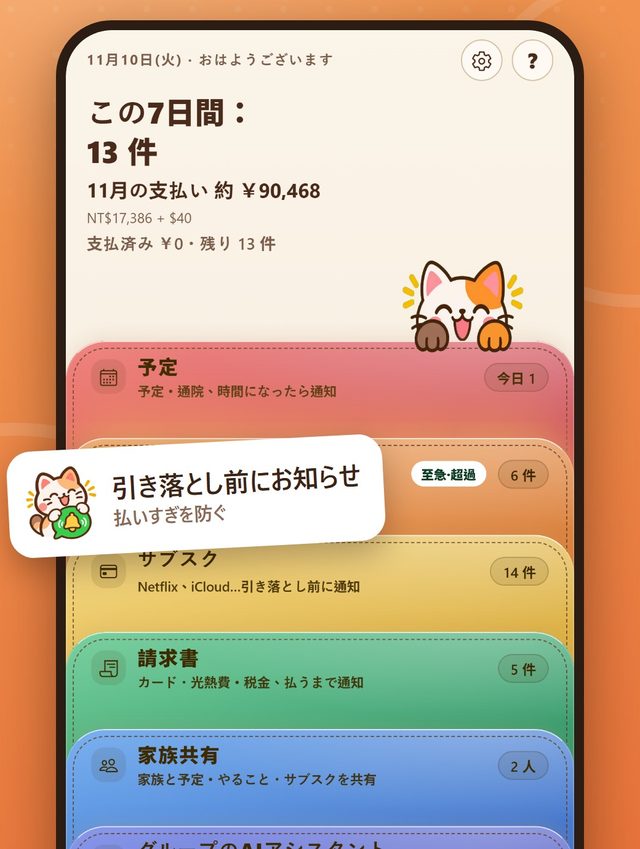 11月10日(火)・おはようございます
?
この7日間：
13 件
11月の支払い 約 ￥90,468
NT$17,386 + $40
支払済み ￥0・残り 13 件
予定
予定・通院、時間になったら通知
今日 1
至急·超過
6 件
引き落とし前にお知らせ
払いすぎを防ぐ
サブスク
Netflix、iCloud…引き落とし前に通知
14 件
請求書
カード・光熱費・税金、払うまで通知
5 件
家族共有
家族と予定・やること・サブスクを共有
2 人
グループのAIアシスタント